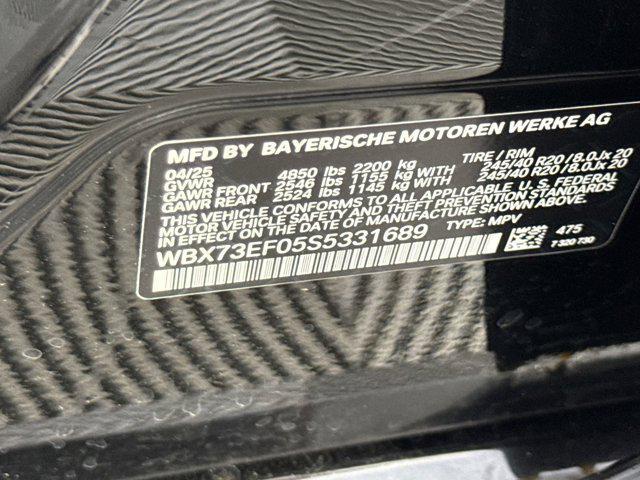 MFD BY BAYERISCHE MOTOREN WERKE AG
04/25 TIRE / RIM
GVWR 4850 lbs 2200 kg
GAWR FRONT 2546 lbs 1155 kg WITH 245/40 R20 / 8.0Jx 20
GAWR REAR 2524 lbs 1145 kg WITH 245/40 R20 / 8.0Jx 20
THIS VEHICLE CONFORMS TO ALL APPLICABLE U. S. FEDERAL
MOTOR VEHICLE SAFETY AND THEFT PREVENTION STANDARDS
IN EFFECT ON DATE OF MANUFACTURE SHOWN ABOVE.
WBX73EF05S5331689 TYPE: MPV
475
7 320 730